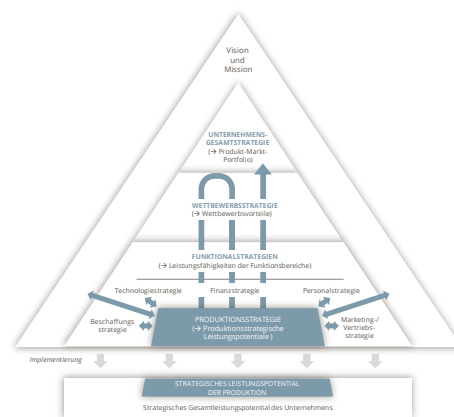 Vision
und
Mission
UNTERNEHMENS-
GESAMTSTRATEGIE
(→ Produkt-Markt-
Portfolio)
WETTBEWERBSSTRATEGIE
(→ Wettbewerbsvorteile)
FUNKTIONALSTRATEGIEN
(→ Leistungsfähigkeiten der Funktionsbereiche)
Technologiestrategie Finanzstrategie Personalstrategie
Beschaffungs
strategie
PRODUKTIONSSTRATEGIE
(→ Produktionsstrategische
Leistungspotentiale )
Marketing-/
Vertriebs-
strategie
Implementierung
STRATEGISCHES LEISTUNGSPOTENTIAL
DER PRODUKTION
Strategisches Gesamtleistungspotential des Unternehmens